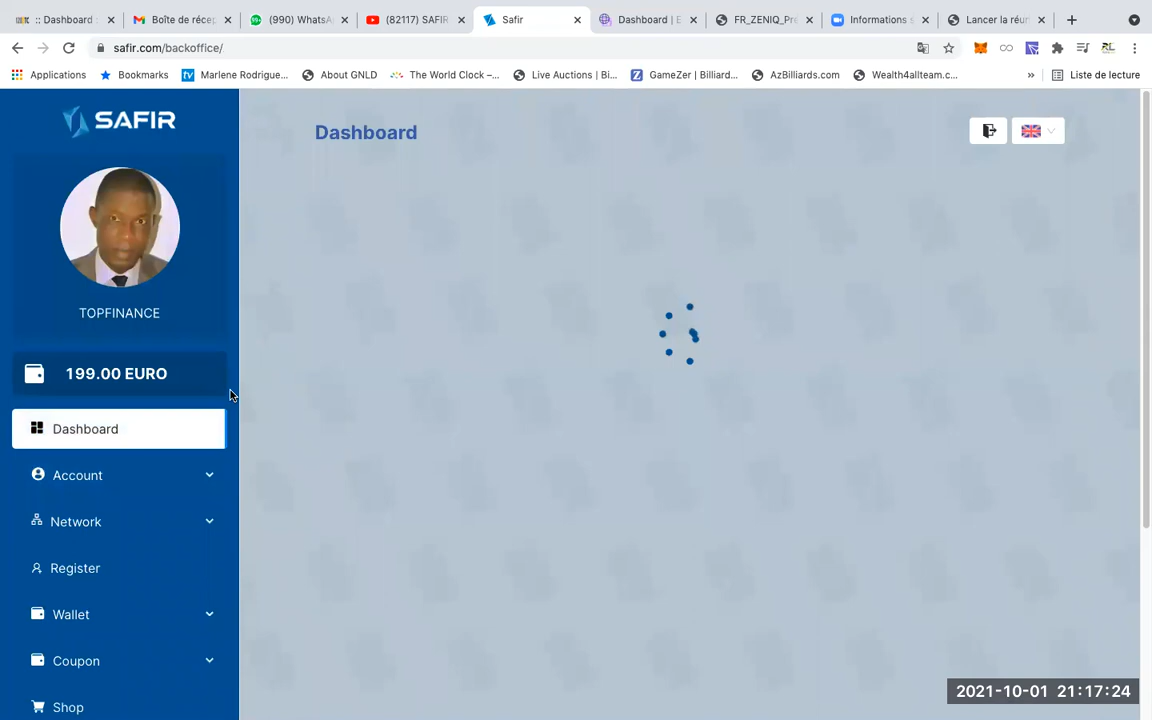 :: Dashboard :
Boîte de récep
(990) WhatsA
(82117) SAFIR
Safir
Dashboard | E
FR_ZENIQ_Pre
Informations s
Lancer la réun
safir.com/backoffice/
Applications
Bookmarks
Marlene Rodrigue...
About GNLD
The World Clock –...
Live Auctions | Bi...
GameZer | Billiard...
AzBilliards.com
Wealth4allteam.c...
»
Liste de lecture
SAFIR
Dashboard
TOPFINANCE
199.00 EURO
Dashboard
Account
Network
Register
Wallet
Coupon
Shop
2021-10-01 21:17:24